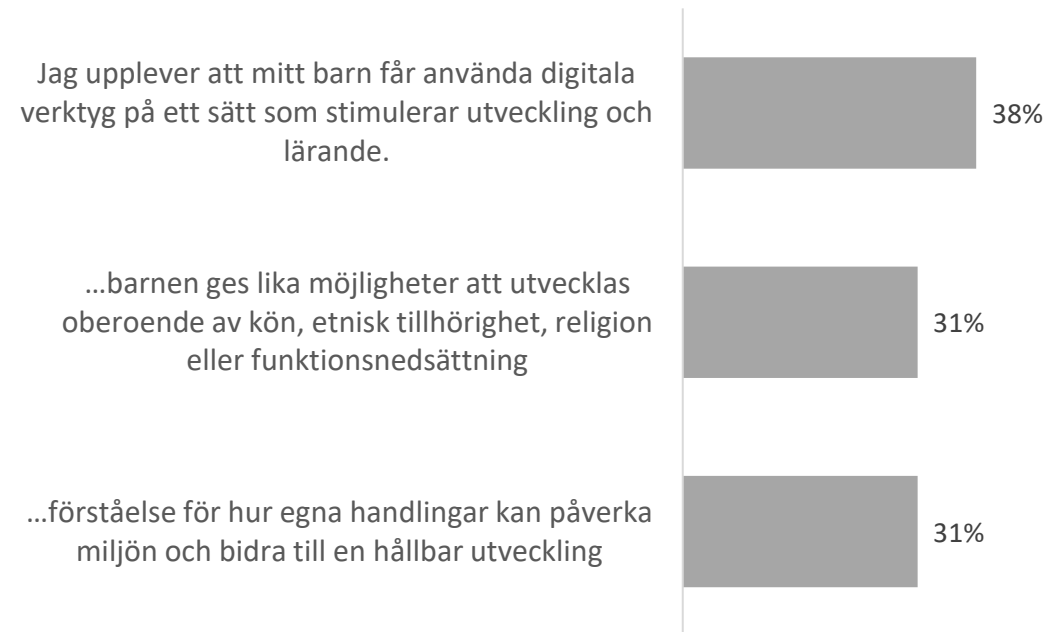 Jag upplever att mitt barn får använda digitala
verktyg på ett sätt som stimulerar utveckling och
lärande.
38%
…barnen ges lika möjligheter att utvecklas
oberoende av kön, etnisk tillhörighet, religion
eller funktionsnedsättning
31%
…förståelse för hur egna handlingar kan påverka
miljön och bidra till en hållbar utveckling
31%